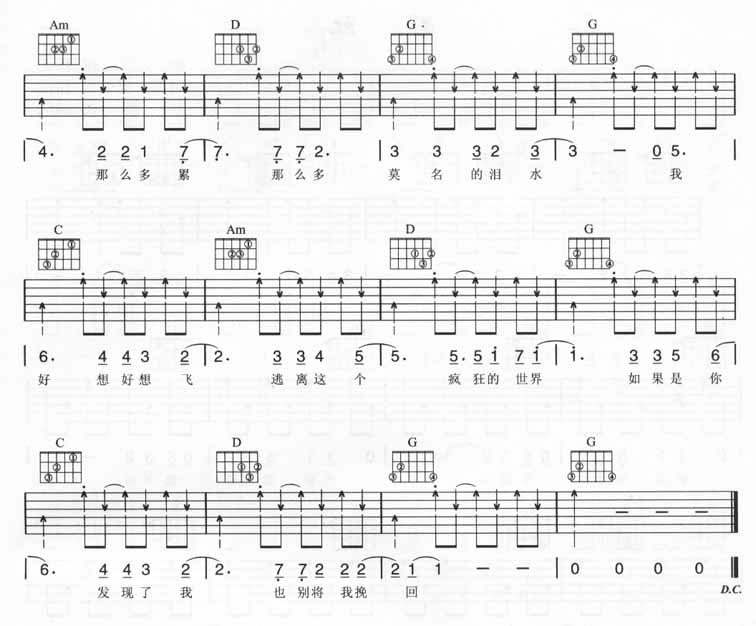 Am D G G
4. 2 2 1 7 | 7. 7 7 2. | 3 3 3 2 3 | 3 – 0 5. |
那么多 累 那么多 莫 名 的泪 水 我
C Am D G
6. 4 4 3 2 | 2. 3 3 4 5 | 5. 5. 5 1 7 1 | 1. 3 3 5 6 |
好 想好想 飞 逃离这 个 疯狂的世界 如果是 你
C D G G
6. 4 4 3 2 | 2. 7 7 2 2 2 | 2 1 1 – – | 0 0 0 0
发现了 我 也别将我挽 回 D.C.